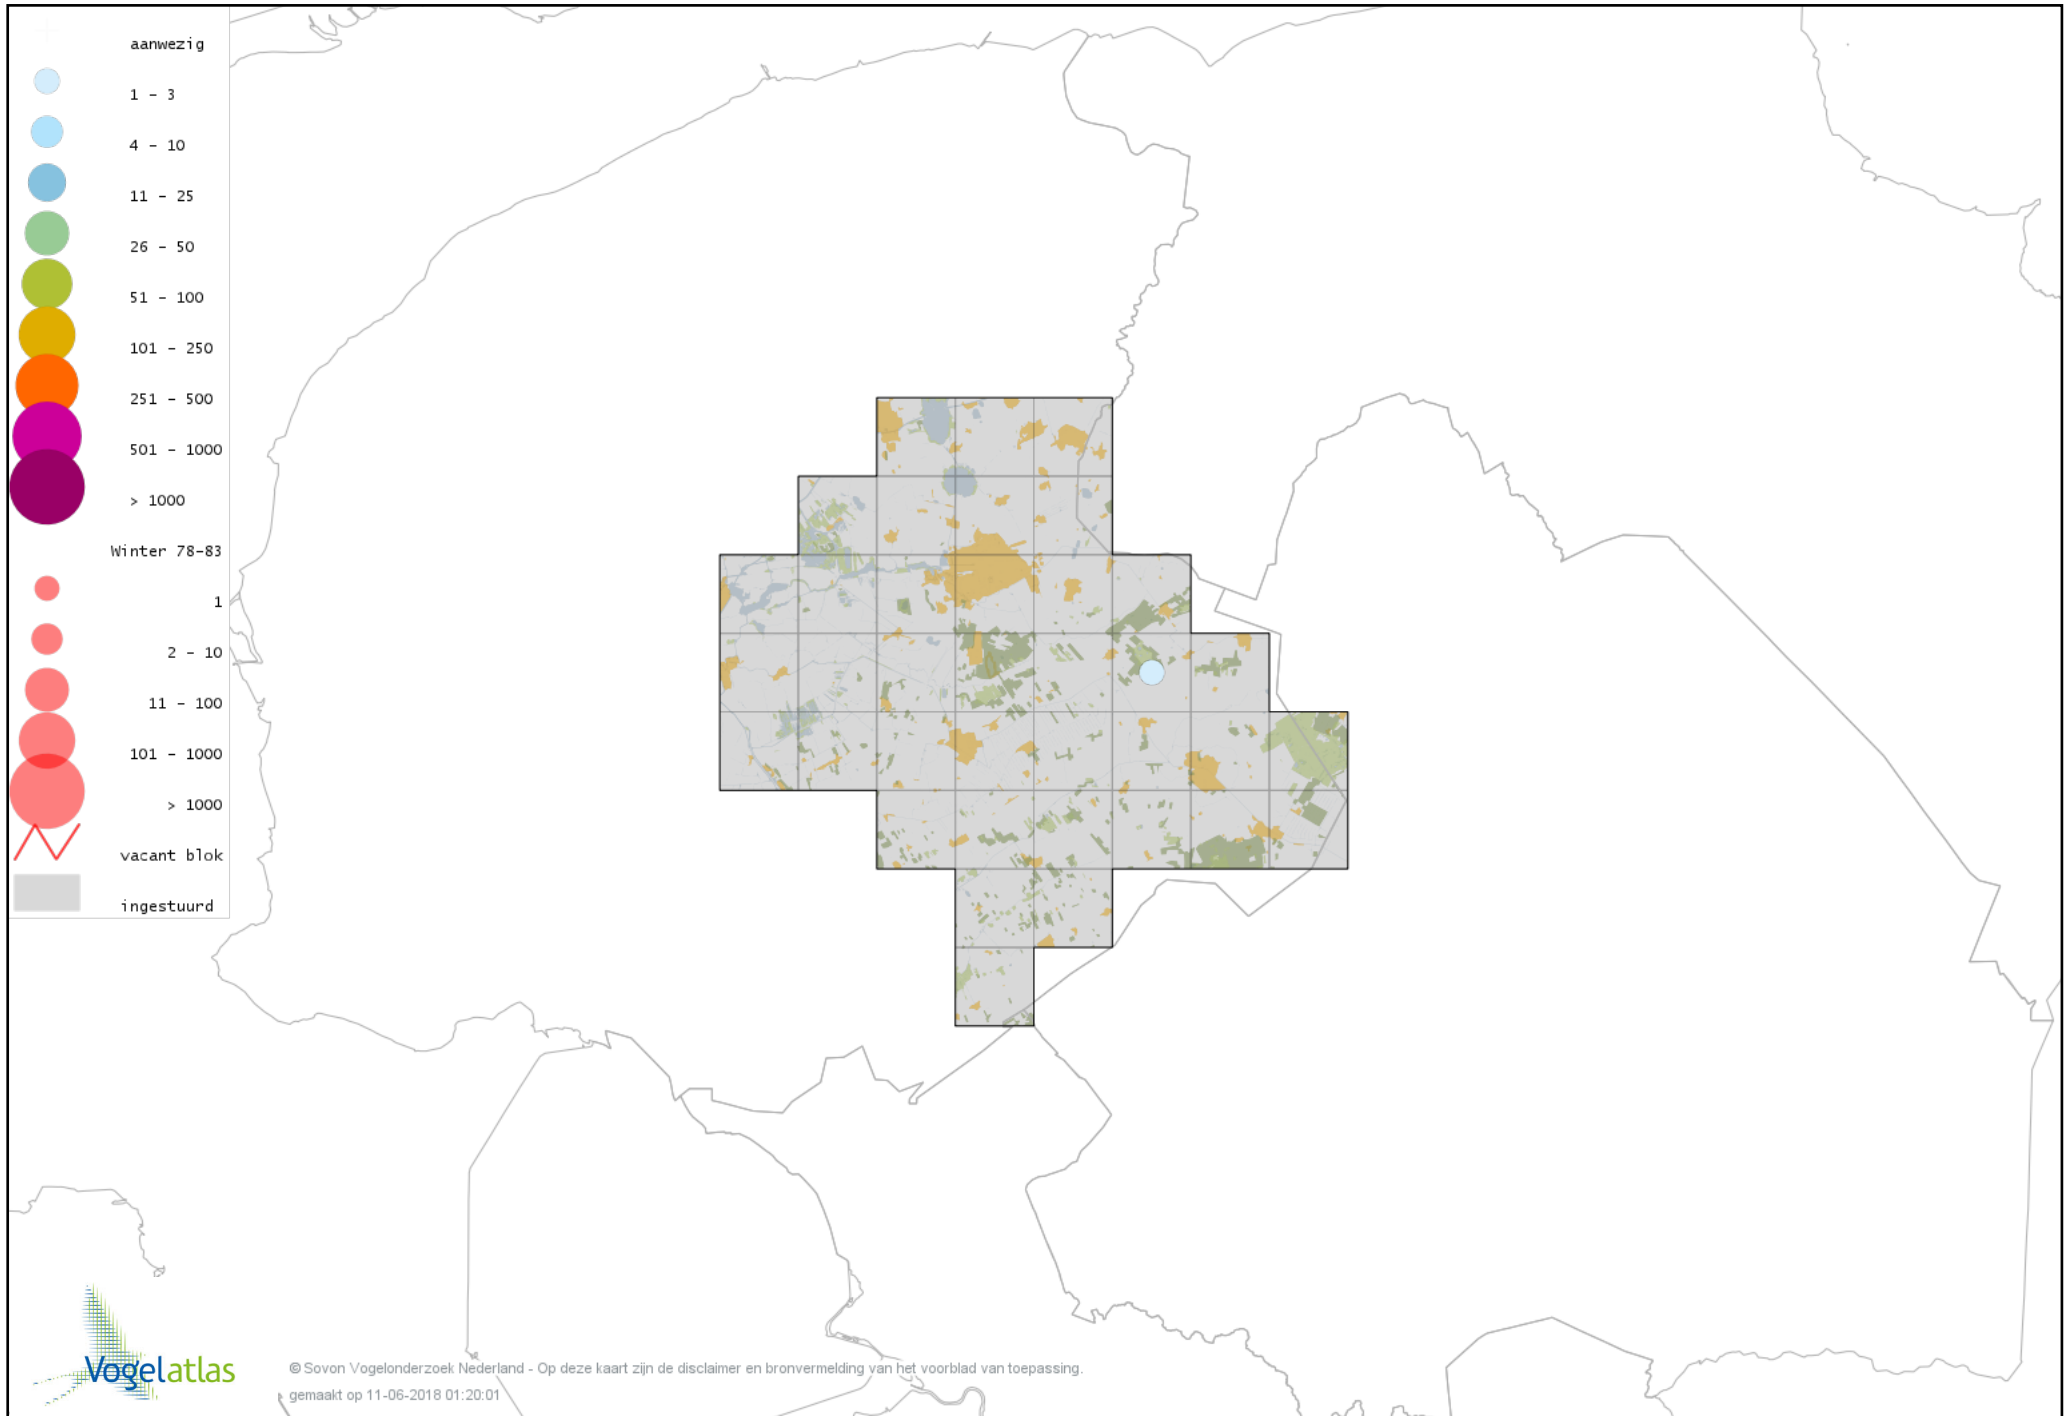 aanwezig
1 - 3
4 - 10
11 - 25
26 - 50
51 - 100
101 - 250
251 - 500
501 - 1000
> 1000
Winter 78-83
1
2 - 10
11 - 100
101 - 1000
> 1000
vacant blok
ingestuurd
Vogelatlas
© Sovon Vogelonderzoek Nederland - Op deze kaart zijn de disclaimer en bronvermelding van het voorblad van toepassing.
gemaakt op 11-06-2018 01:20:01